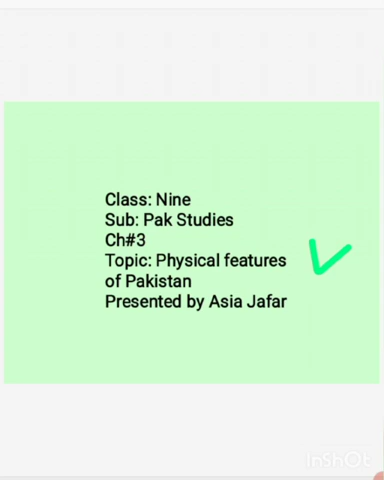 Class: Nine
Sub: Pak Studies
Ch#3
Topic: Physical features
of Pakistan
Presented by Asia Jafar
InShOt